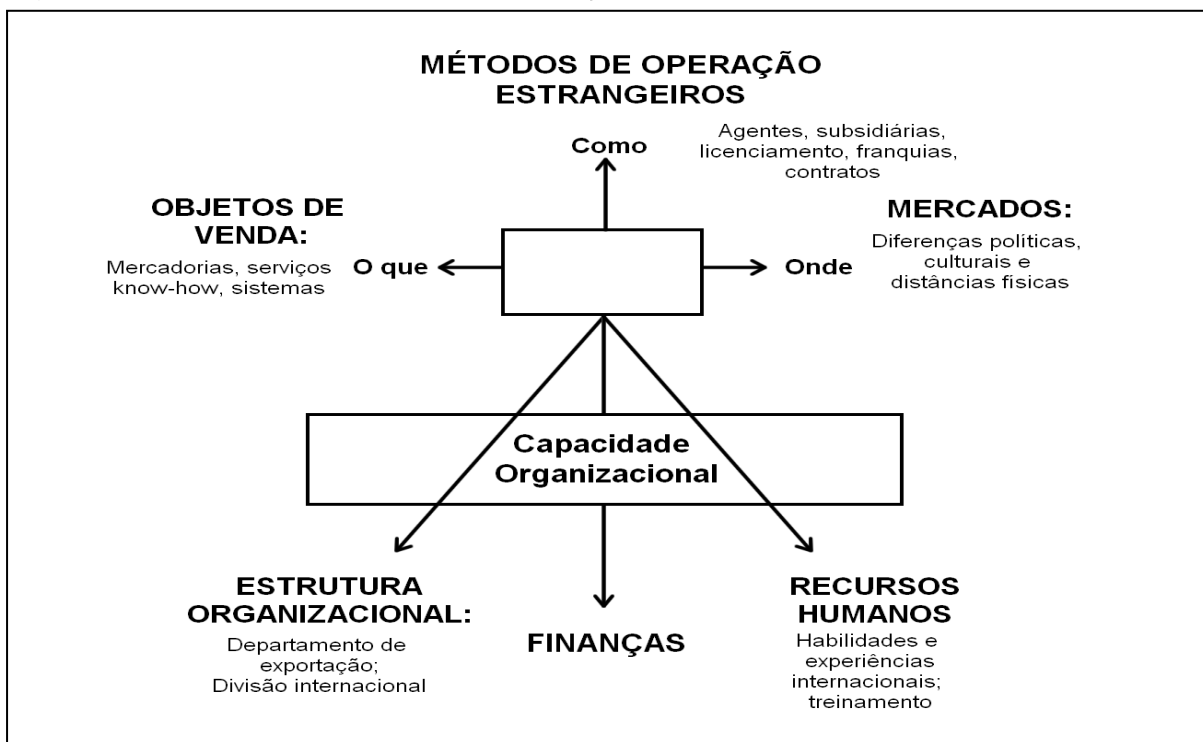 MÉTODOS DE OPERAÇÃO
ESTRANGEIROS
Como
Agentes, subsidiárias,
licenciamento, franquias,
contratos
OBJETOS DE
VENDA:
Mercadorias, serviços
know-how, sistemas
O que
Onde
MERCADOS:
Diferenças políticas,
culturais e
distâncias físicas
Capacidade
Organizacional
ESTRUTURA
ORGANIZACIONAL:
Departamento de
exportação;
Divisão internacional
FINANÇAS
RECURSOS
HUMANOS
Habilidades e
experiências
internacionais;
treinamento